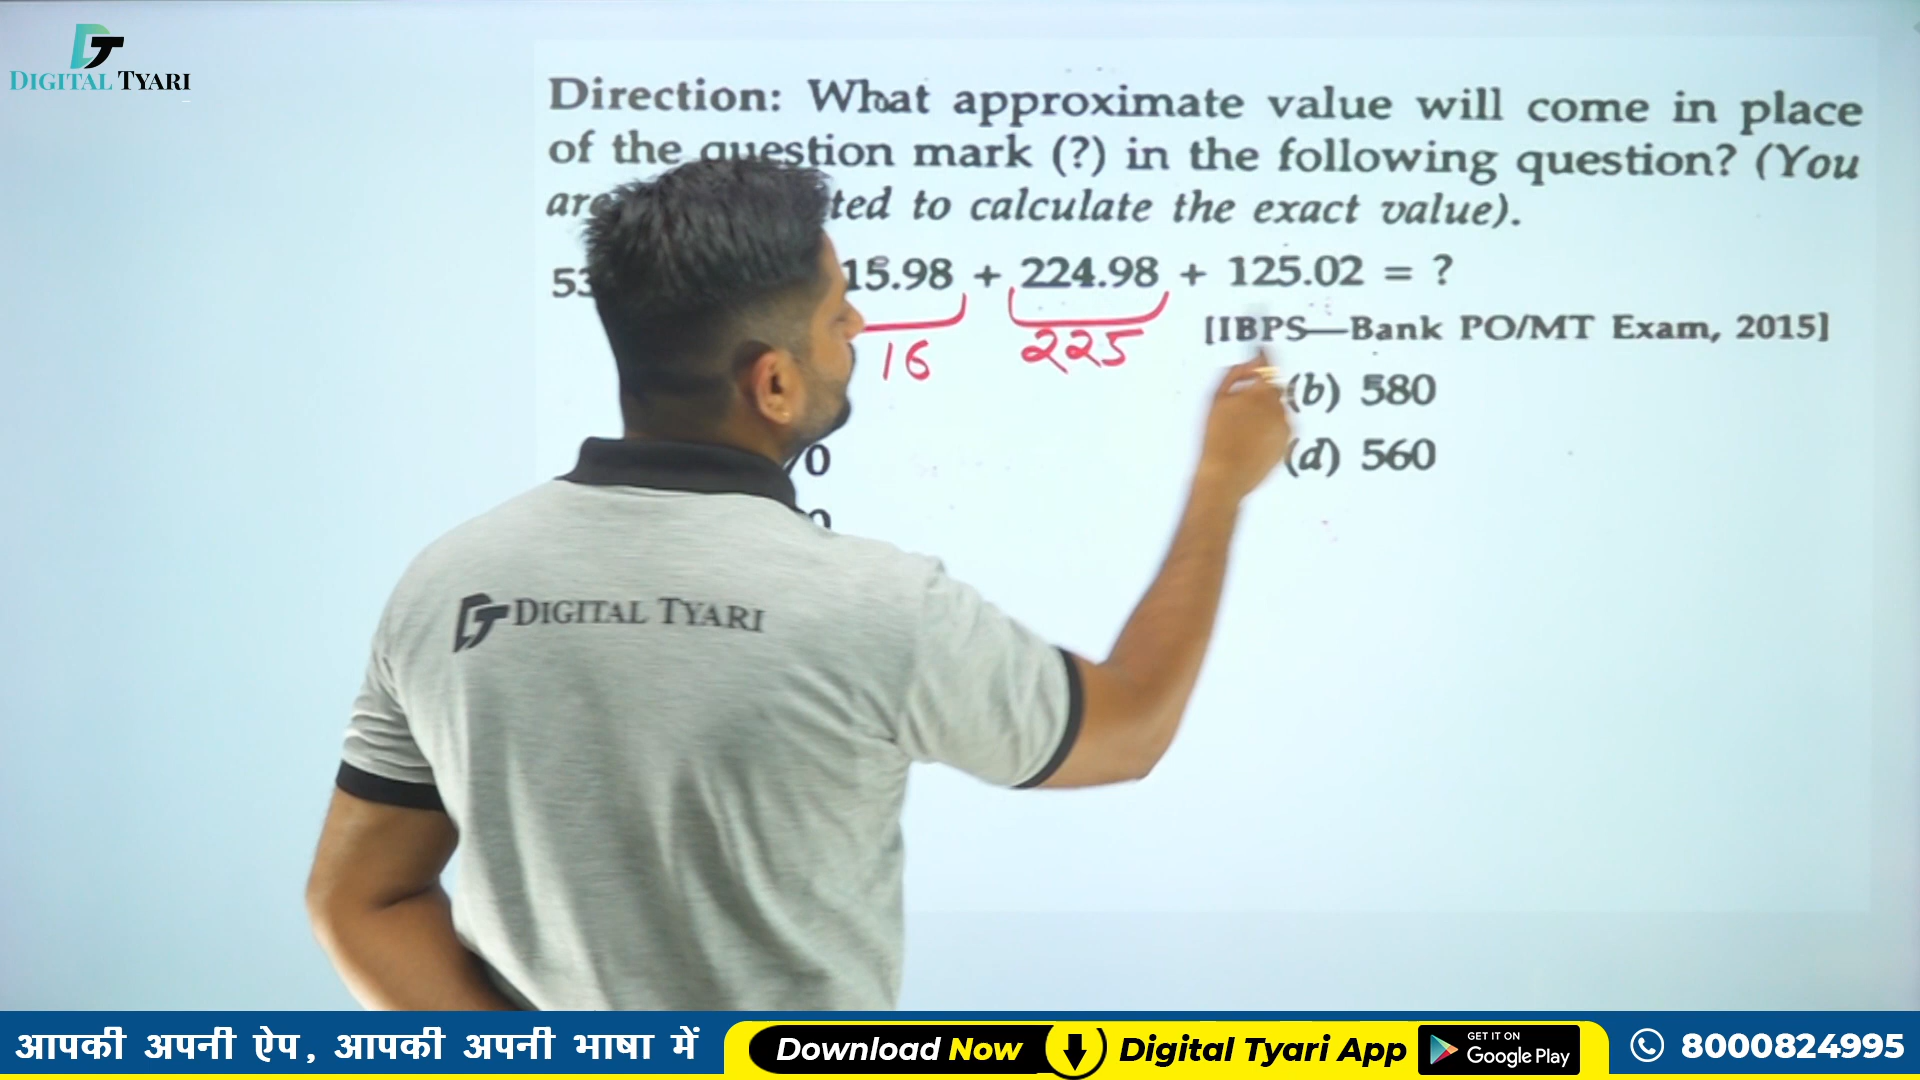 DIGITAL TYARI
Direction: What approximate value will come in place
of the question mark (?) in the following question? (You
are to calculate the exact value).
15.98 + 224.98 + 125.02 = ?
16 २२5
[IBPS—Bank PO/MT Exam, 2015]
(b) 580
(d) 560
DIGITAL TYARI
आपकी अपनी ऐप, आपकी अपनी भाषा में
Download Now
Digital Tyari App
GET IT ON
Google Play
8000824995